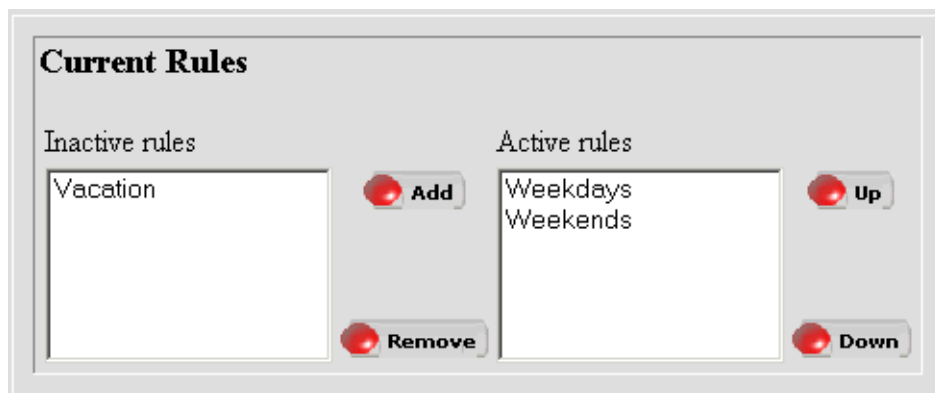 Current Rules
Inactive rules
Active rules
Vacation
Add
Weekdays
Up
Weekends
Remove
Down